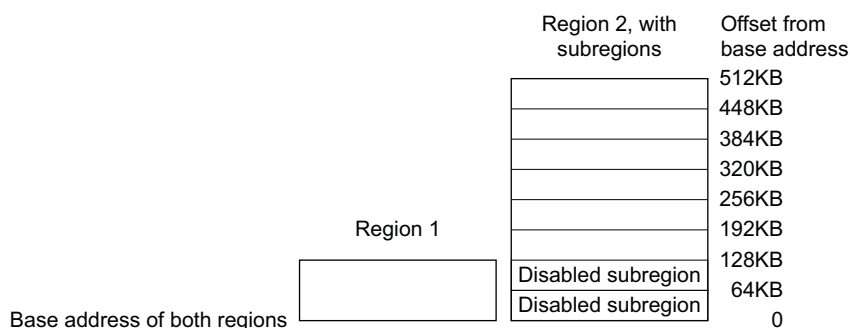 Region 2, with
subregions
Offset from
base address
512KB
448KB
384KB
320KB
256KB
192KB
Region 1
128KB
Disabled subregion
64KB
Disabled subregion
Base address of both regions
0